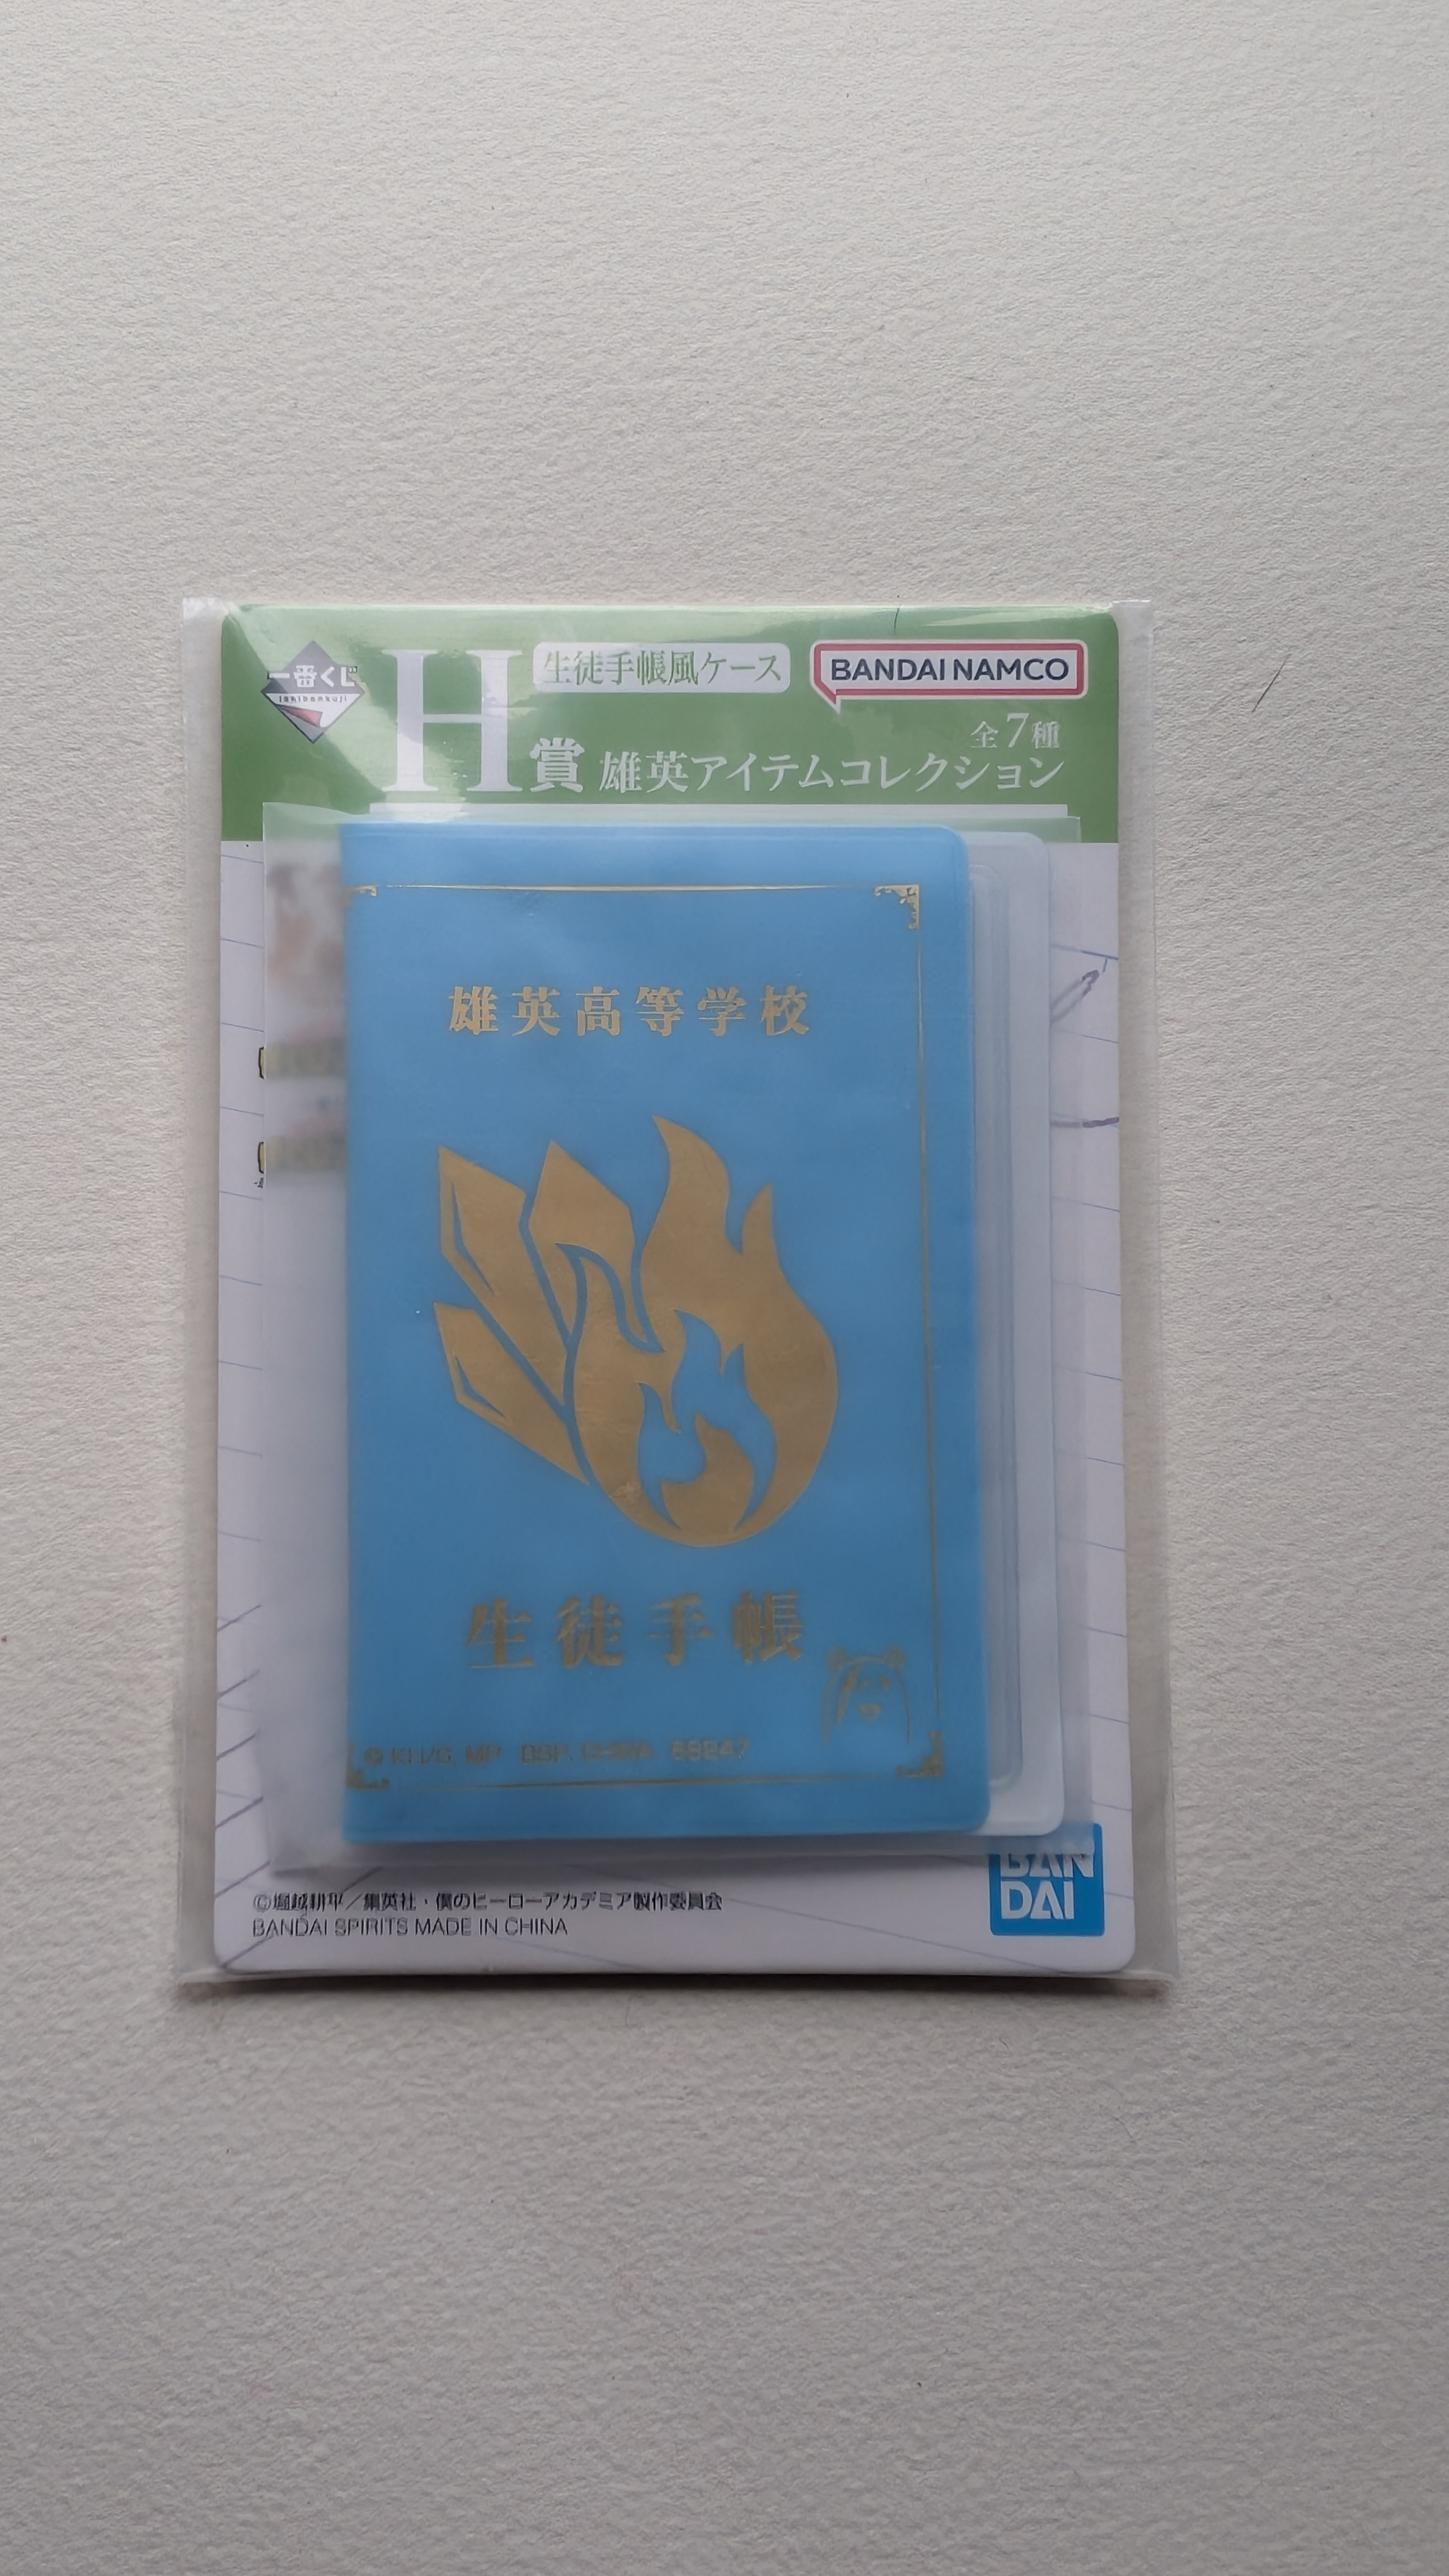 一番くじ
ichibankuji
H賞
生徒手帳風ケース
BANDAI NAMCO
全7種
雄英アイテムコレクション
雄英高等学校
生徒手帳
BAN
DAI
©堀越耕平／集英社・僕のヒーローアカデミア製作委員会
BANDAI SPIRITS MADE IN CHINA